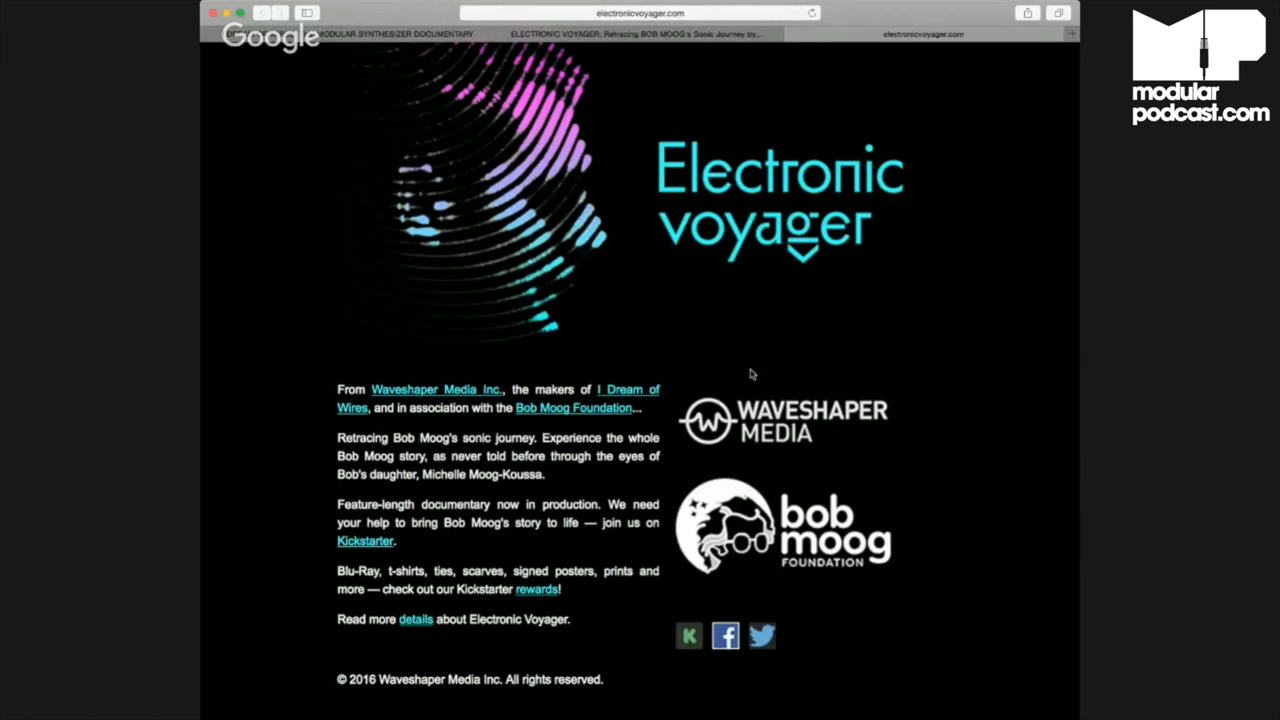 electronicvoyager.com
Google
MODULAR SYNTHESIZER DOCUMENTARY
ELECTRONIC VOYAGER: Retracing BOB MOOG's Sonic Journey by...
electronicvoyager.com
MP
modular
podcast.com
Electronic
voyager
From Waveshaper Media Inc., the makers of I Dream of
Wires, and in association with the Bob Moog Foundation...
Retracing Bob Moog's sonic journey. Experience the whole
Bob Moog story, as never told before through the eyes of
Bob's daughter, Michelle Moog-Koussa.
Feature-length documentary now in production. We need
your help to bring Bob Moog's story to life — join us on
Kickstarter.
Blu-Ray, t-shirts, ties, scarves, signed posters, prints and
more — check out our Kickstarter rewards!
Read more details about Electronic Voyager.
WAVESHAPER
MEDIA
bob
moog
FOUNDATION
K f
© 2016 Waveshaper Media Inc. All rights reserved.